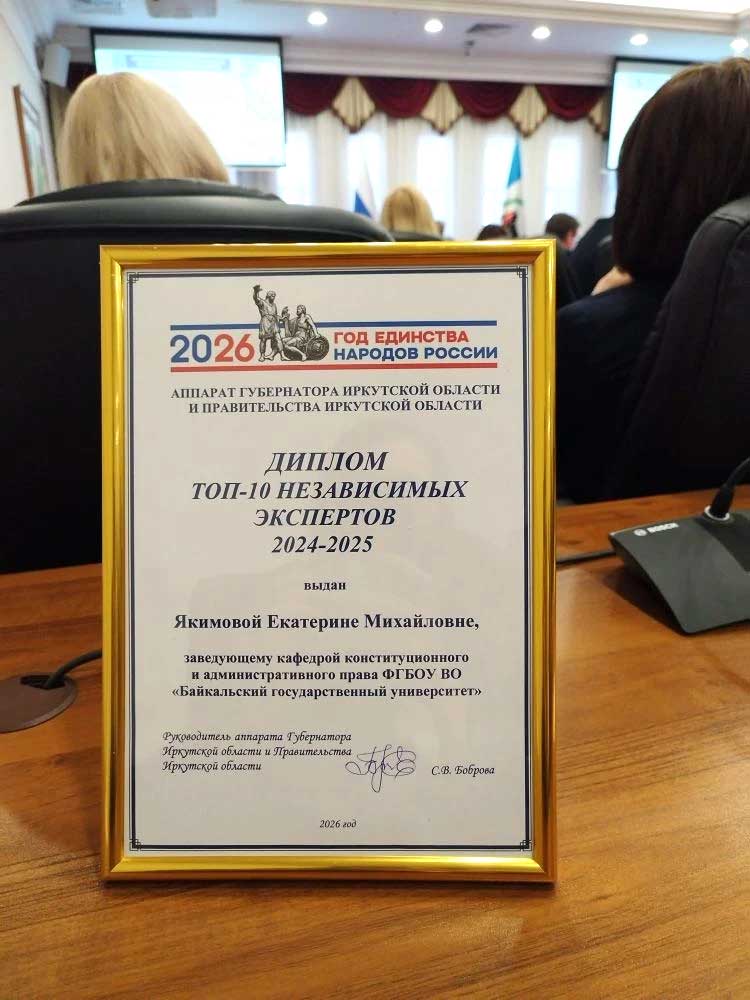 2026 ГОД ЕДИНСТВА
НАРОДОВ РОССИИ
АППАРАТ ГУБЕРНАТОРА ИРКУТСКОЙ ОБЛАСТИ
И ПРАВИТЕЛЬСТВА ИРКУТСКОЙ ОБЛАСТИ
ДИПЛОМ
ТОП-10 НЕЗАВИСИМЫХ
ЭКСПЕРТОВ
2024-2025
выдан
Якимовой Екатерине Михайловне,
заведующему кафедрой конституционного
и административного права ФГБОУ ВО
«Байкальский государственный университет»
Руководитель аппарата Губернатора
Иркутской области и Правительства
Иркутской области
С.В. Боброва
2026 год
BOSCH